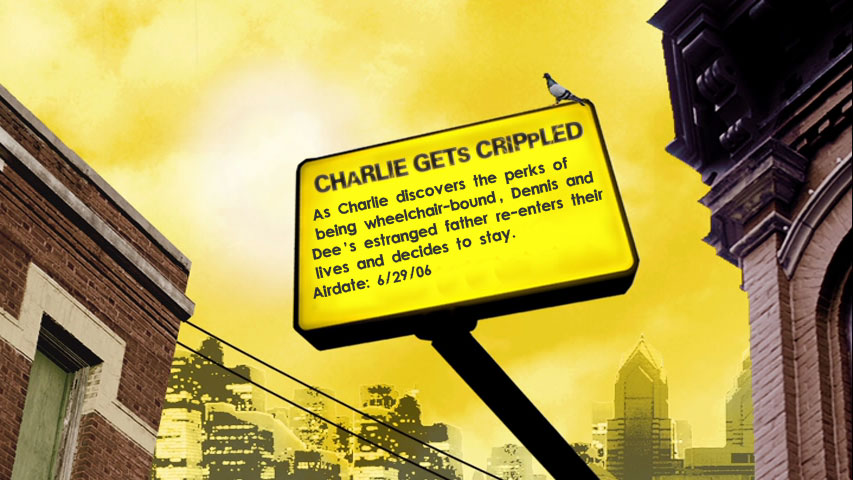 CHARLIE GETS CRIPPLED
As Charlie discovers the perks of
being wheelchair-bound, Dennis and
Dee's estranged father re-enters their
lives and decides to stay.
Airdate: 6/29/06